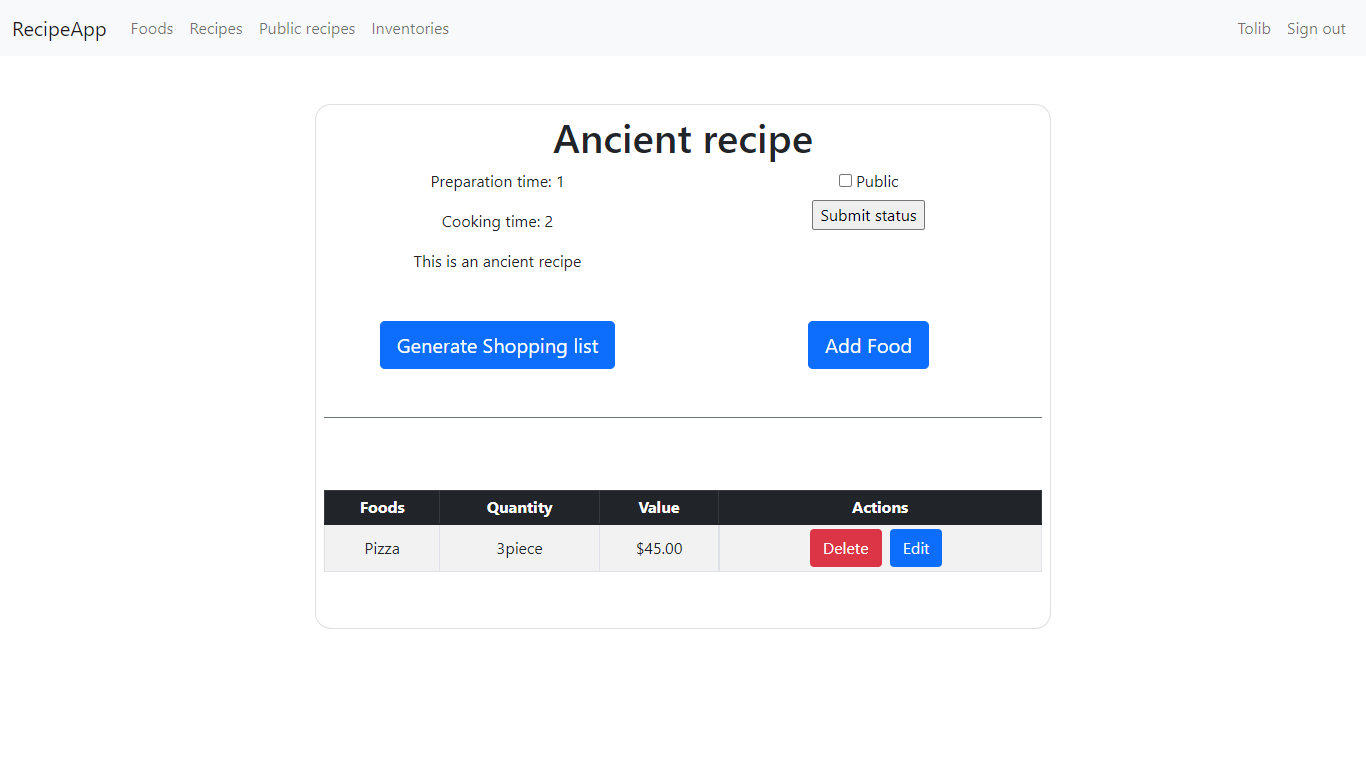 RecipeApp Foods Recipes Public recipes Inventories Tolib Sign out
Ancient recipe
Preparation time: 1
Public
Cooking time: 2
Submit status
This is an ancient recipe
Generate Shopping list
Add Food
Foods Quantity Value Actions
Pizza 3piece $45.00 Delete Edit